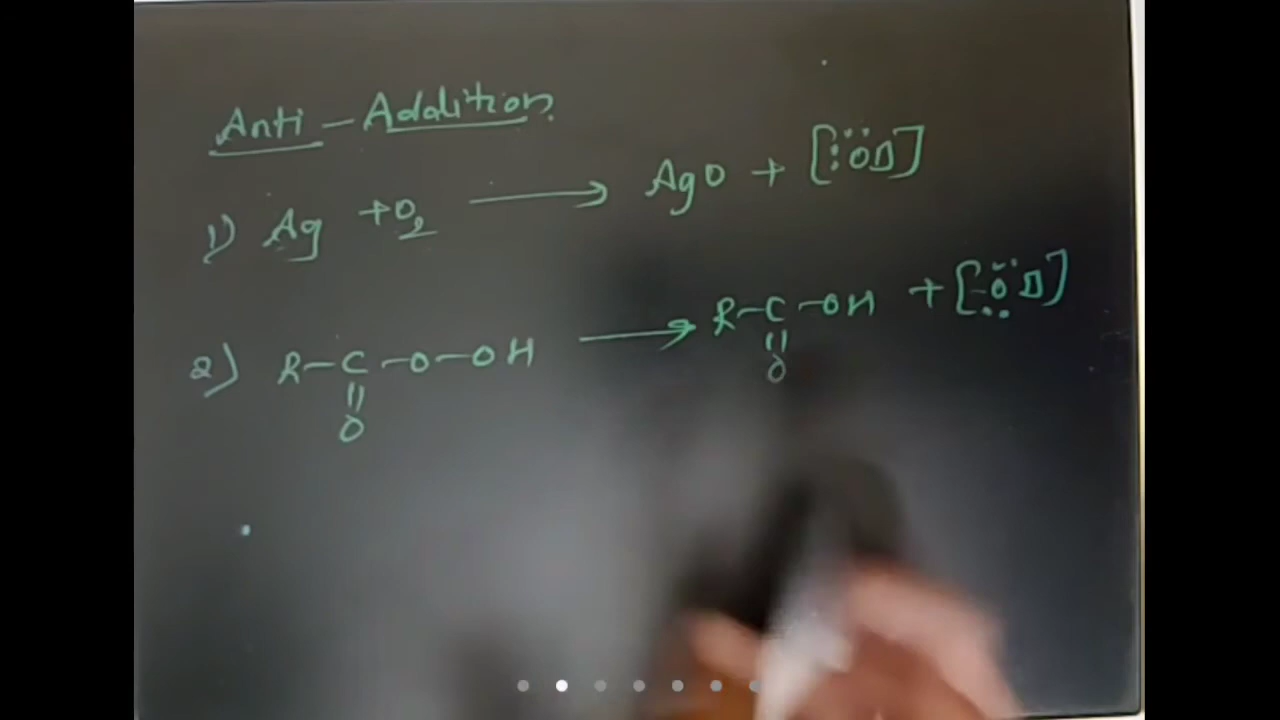 Anti - Addition
1) Ag + O₂ ⟶ AgO + [:Ö▯]
2) R-C-O-OH ⟶ R-C-OH + [-Ö▯]
|| ||
O O